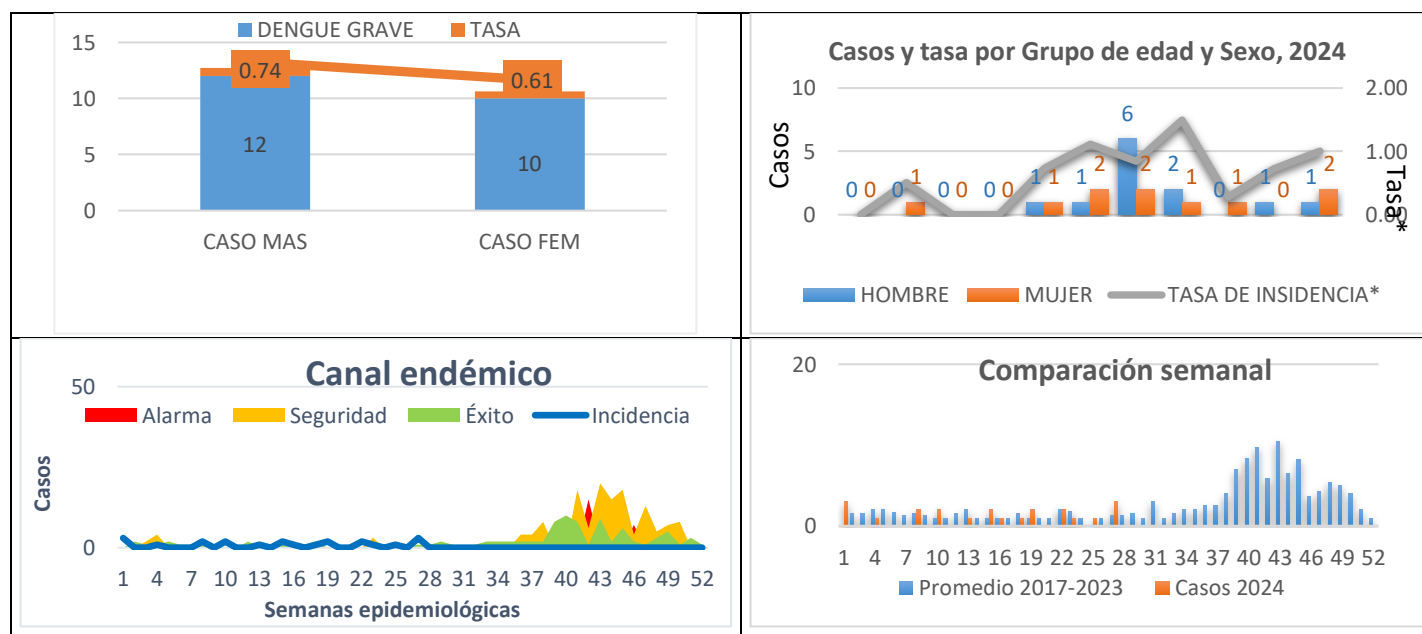 DENGUE GRAVE TASA
15
10
5
0
0.74
0.61
12
10
CASO MAS CASO FEM
Casos y tasa por Grupo de edad y Sexo, 2024
10
5
0
Casos
2.00
1.00
0.00
Tasa*
0 0 0 1 0 0 0 0 1 1 1 2 6 2 2 1 0 1 1 0 1 2
HOMBRE MUJER TASA DE INSIDENCIA*
Canal endémico
50
0
Alarma Seguridad Éxito Incidencia
Casos
1 4 7 10 13 16 19 22 25 28 31 34 37 40 43 46 49 52
Semanas epidemiológicas
Comparación semanal
20
0
1 4 7 10 13 16 19 22 25 28 31 34 37 40 43 46 49 52
Promedio 2017-2023 Casos 2024